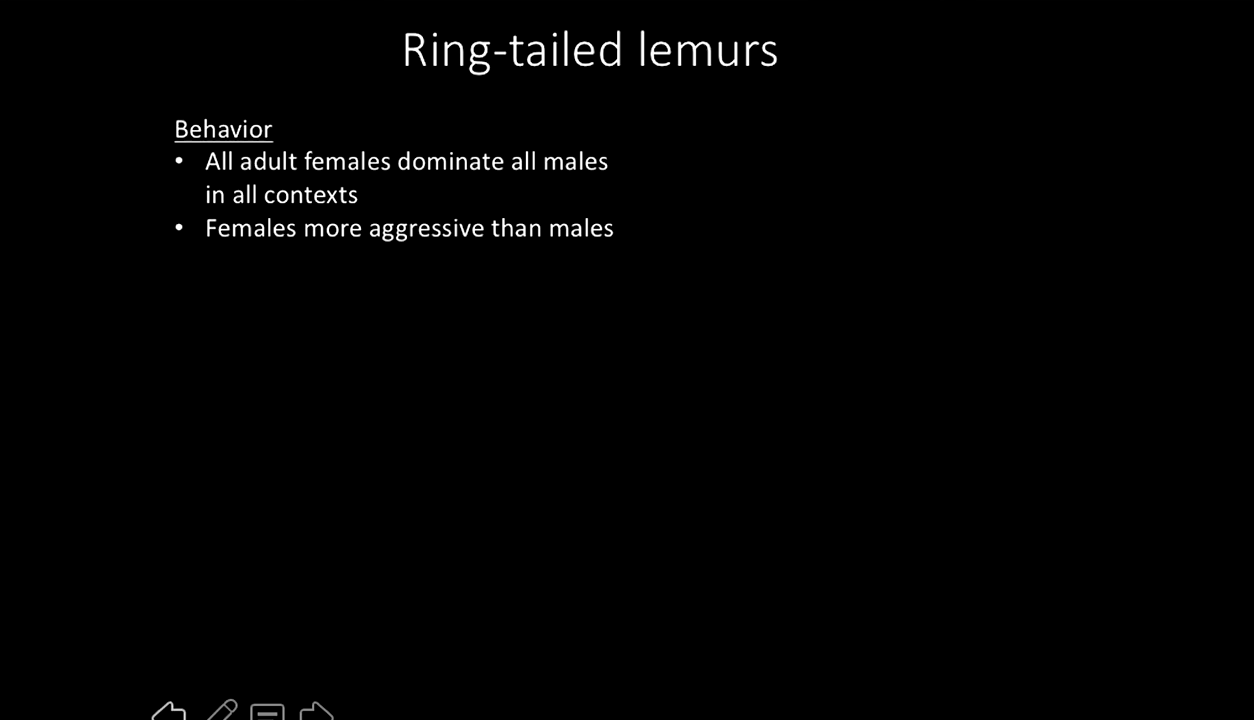 Ring-tailed lemurs
Behavior
• All adult females dominate all males
in all contexts
• Females more aggressive than males